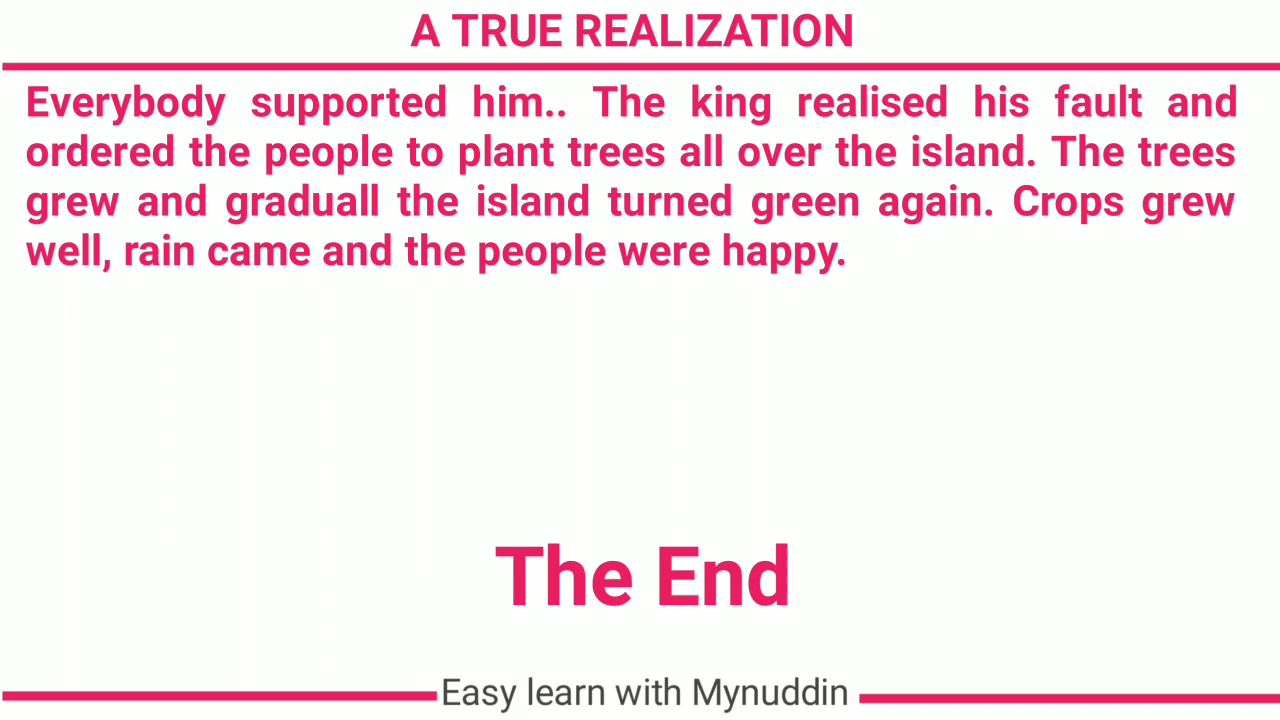 A TRUE REALIZATION
Everybody supported him.. The king realised his fault and
ordered the people to plant trees all over the island. The trees
grew and graduall the island turned green again. Crops grew
well, rain came and the people were happy.
The End
Easy learn with Mynuddin